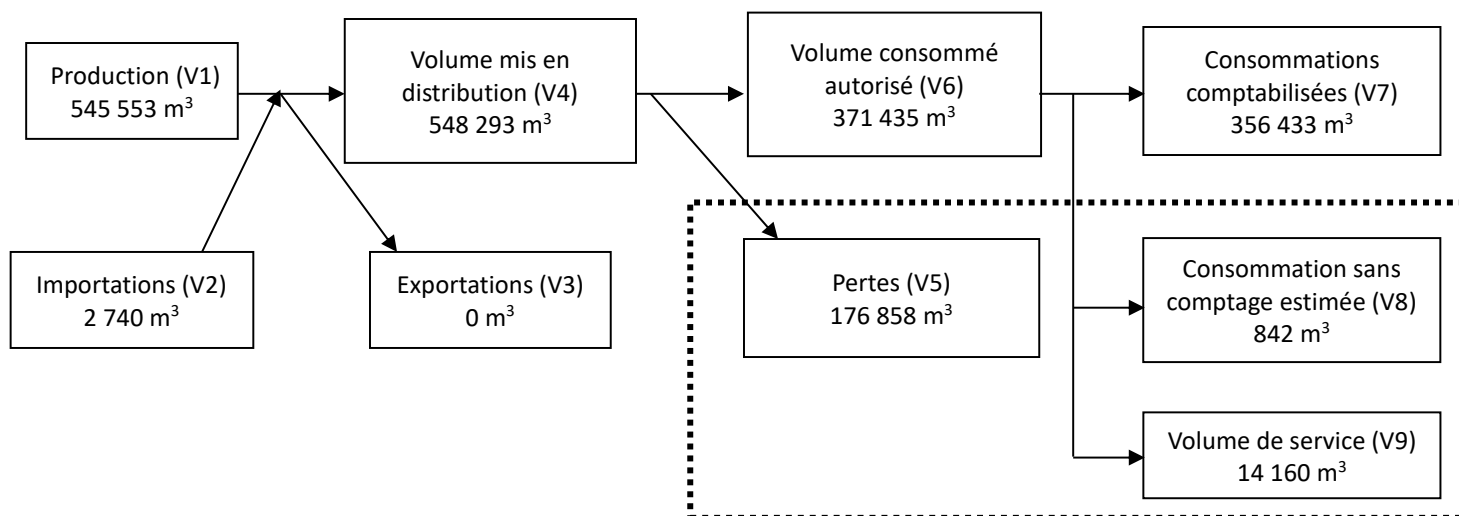 Production (V1)
545 553 m³
Volume mis en
distribution (V4)
548 293 m³
Volume consommé
autorisé (V6)
371 435 m³
Consommations
comptabilisées (V7)
356 433 m³
Importations (V2)
2 740 m³
Exportations (V3)
0 m³
Pertes (V5)
176 858 m³
Consommation sans
comptage estimée (V8)
842 m³
Volume de service (V9)
14 160 m³